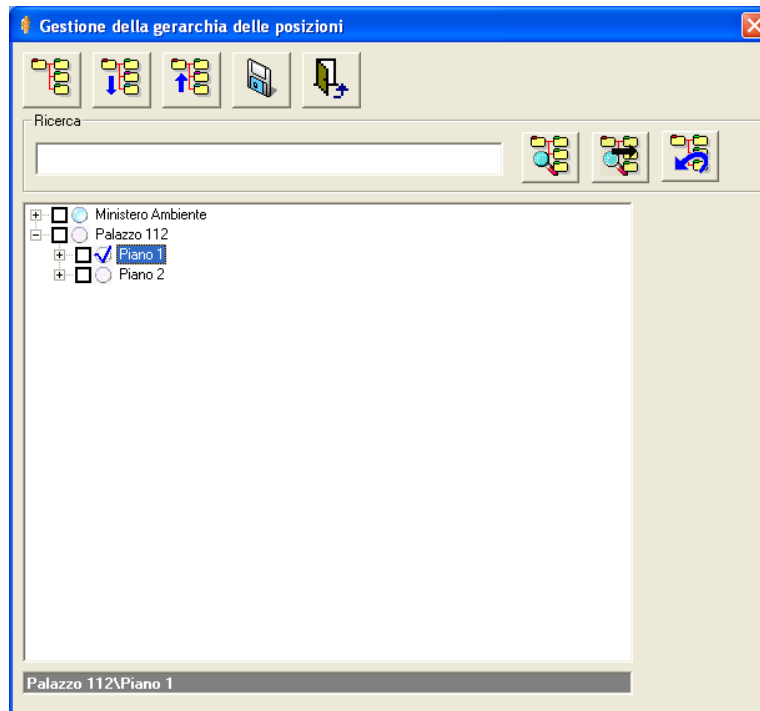 Gestione della gerarchia delle posizioni
Ricerca
Ministero Ambiente
Palazzo 112
Piano 1
Piano 2
Palazzo 112\Piano 1